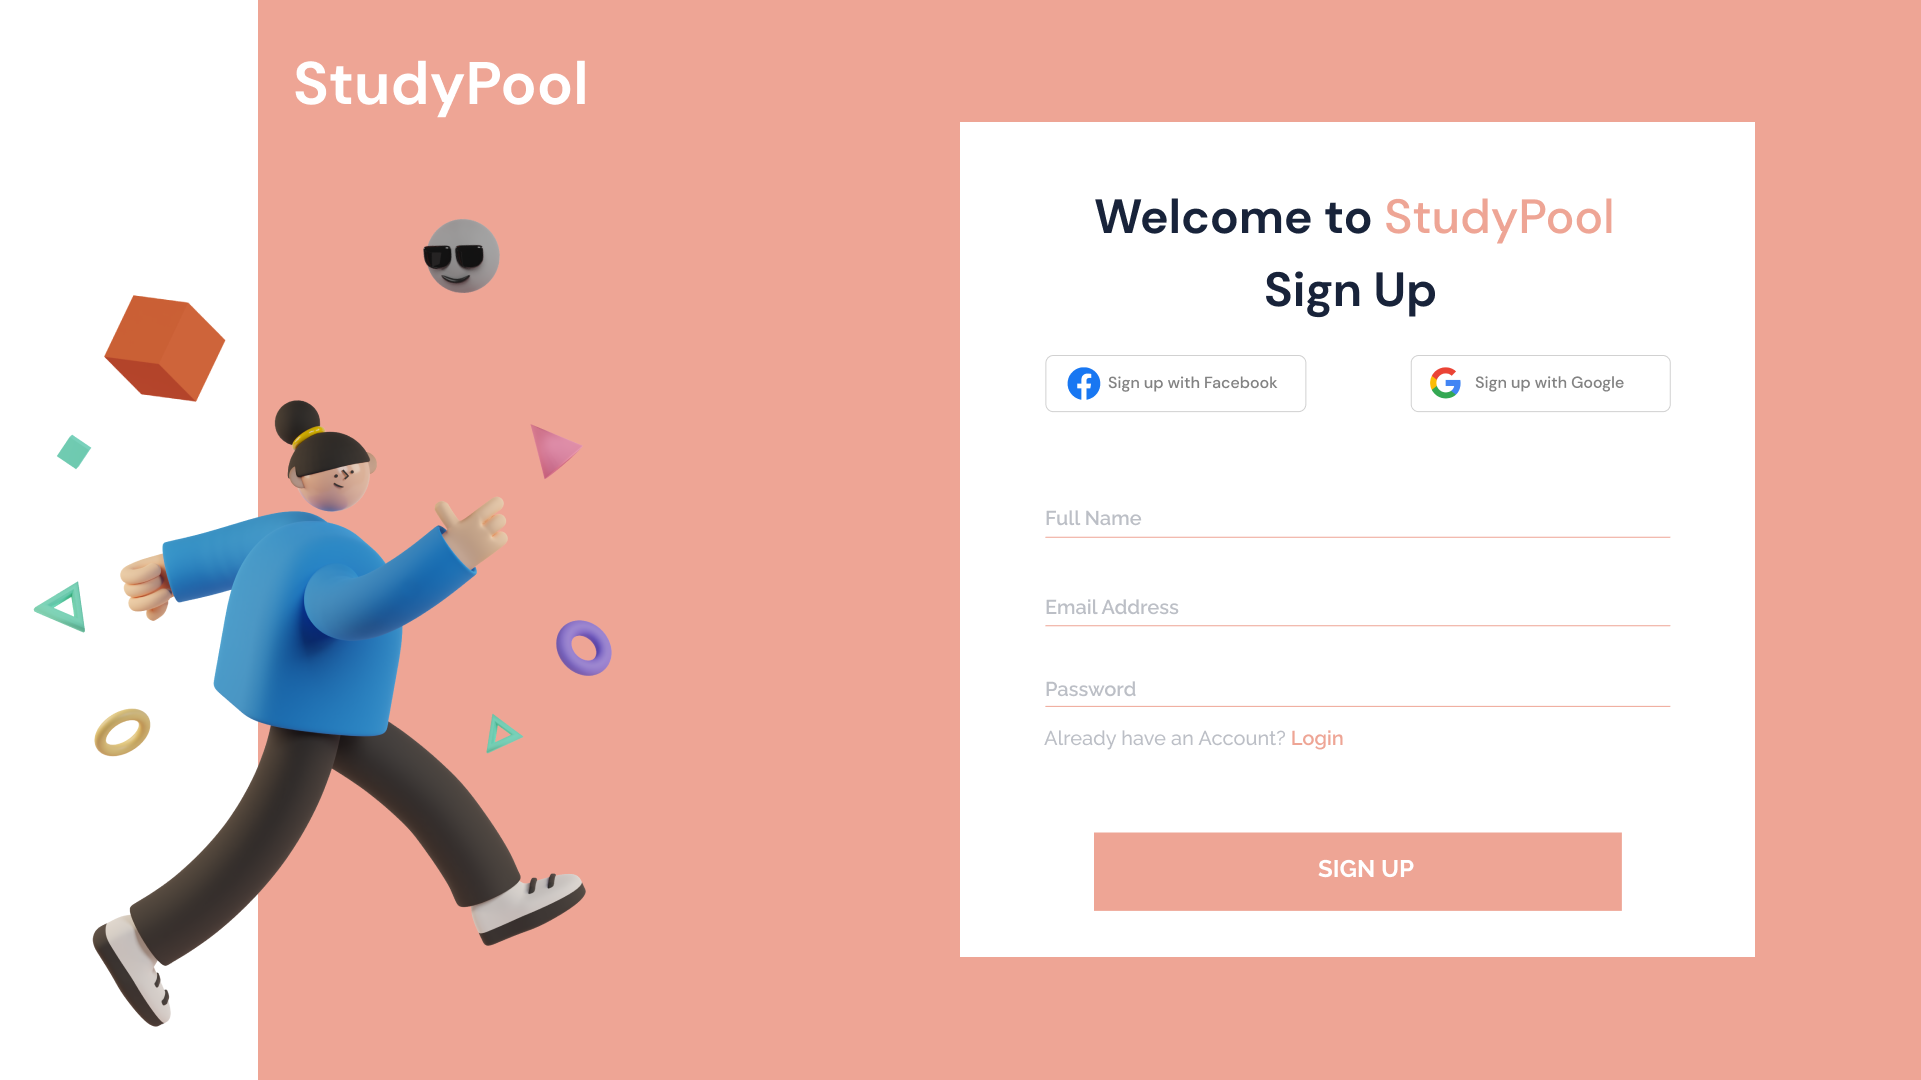 StudyPool
Welcome to StudyPool
Sign Up
Sign up with Facebook
Sign up with Google
Full Name
Email Address
Password
Already have an Account? Login
SIGN UP